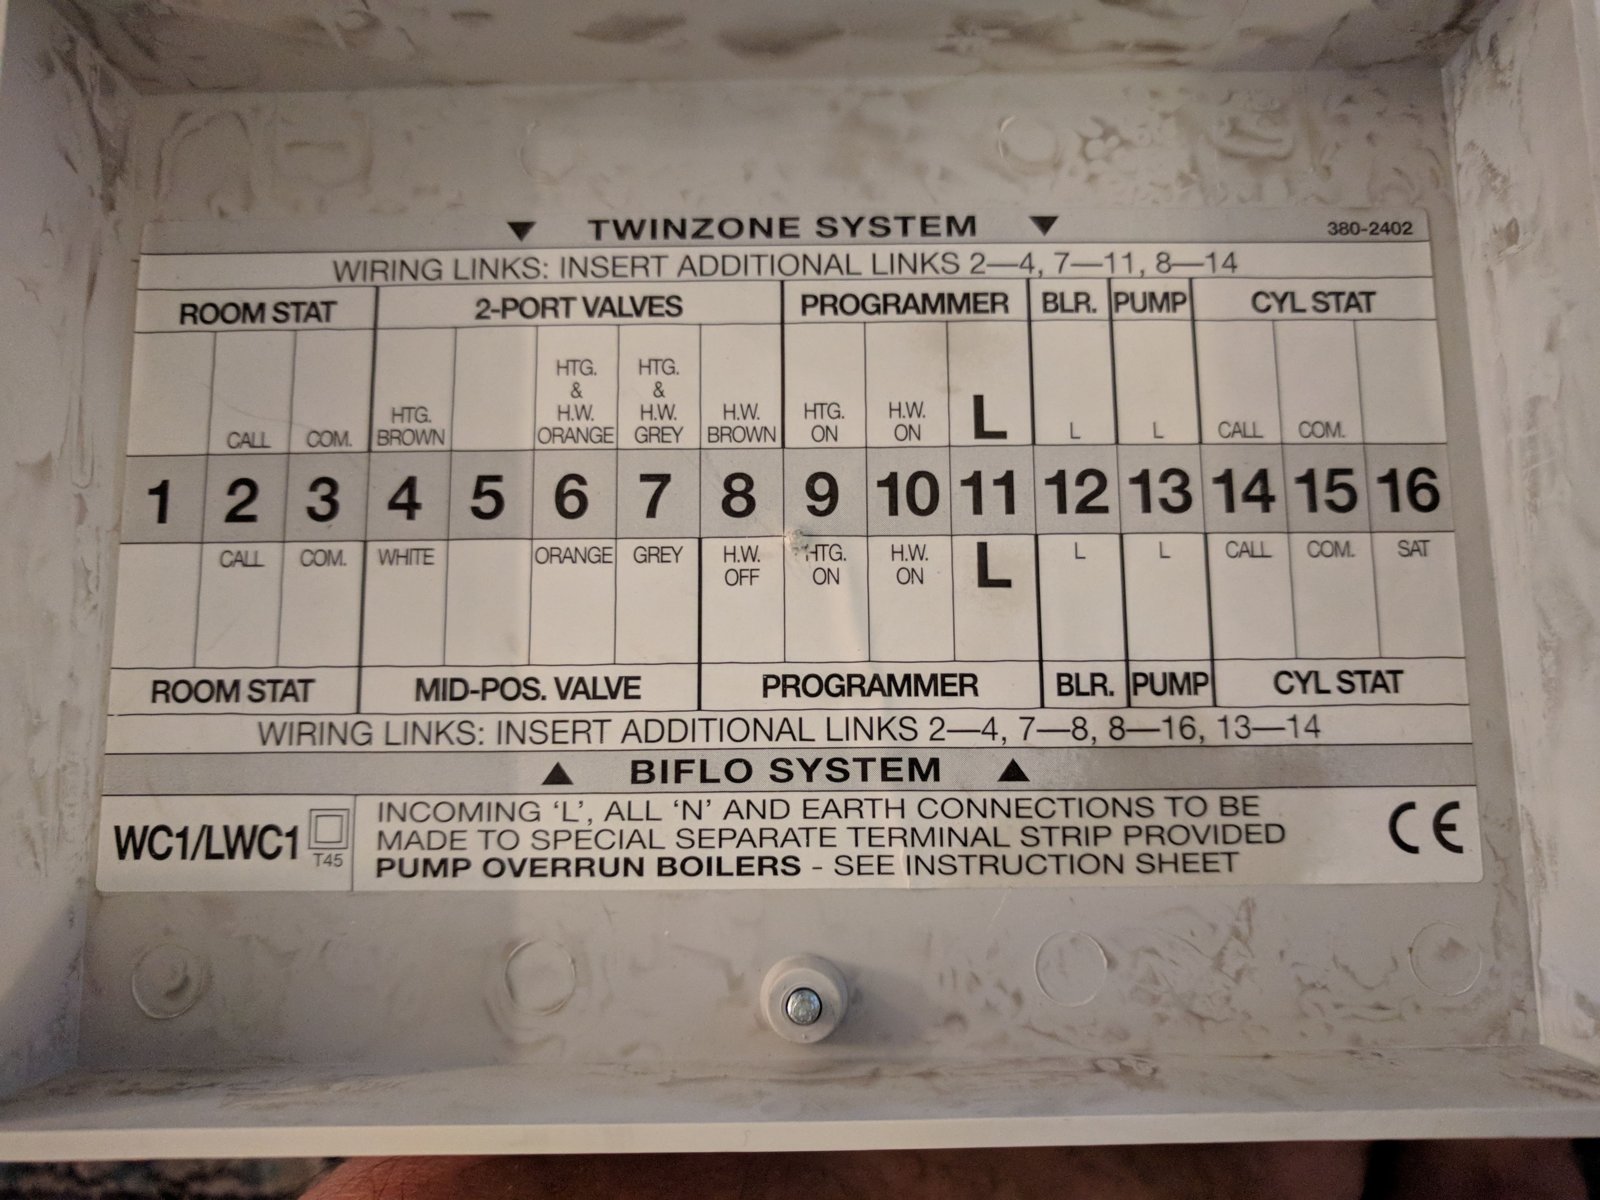 ▼ TWINZONE SYSTEM ▼ 380-2402
WIRING LINKS: INSERT ADDITIONAL LINKS 2—4, 7—11, 8—14
ROOM STAT 2-PORT VALVES PROGRAMMER BLR. PUMP CYL STAT
CALL COM. HTG. BROWN HTG. & H.W. ORANGE HTG. & H.W. GREY H.W. BROWN HTG. ON H.W. ON L L L CALL COM.
1 2 3 4 5 6 7 8 9 10 11 12 13 14 15 16
CALL COM. WHITE ORANGE GREY H.W. OFF HTG. ON H.W. ON L L L CALL COM. SAT
ROOM STAT MID-POS. VALVE PROGRAMMER BLR. PUMP CYL STAT
WIRING LINKS: INSERT ADDITIONAL LINKS 2—4, 7—8, 8—16, 13—14
▲ BIFLO SYSTEM ▲
WC1/LWC1 T45
INCOMING ‘L’, ALL ‘N’ AND EARTH CONNECTIONS TO BE
MADE TO SPECIAL SEPARATE TERMINAL STRIP PROVIDED
PUMP OVERRUN BOILERS - SEE INSTRUCTION SHEET
CE